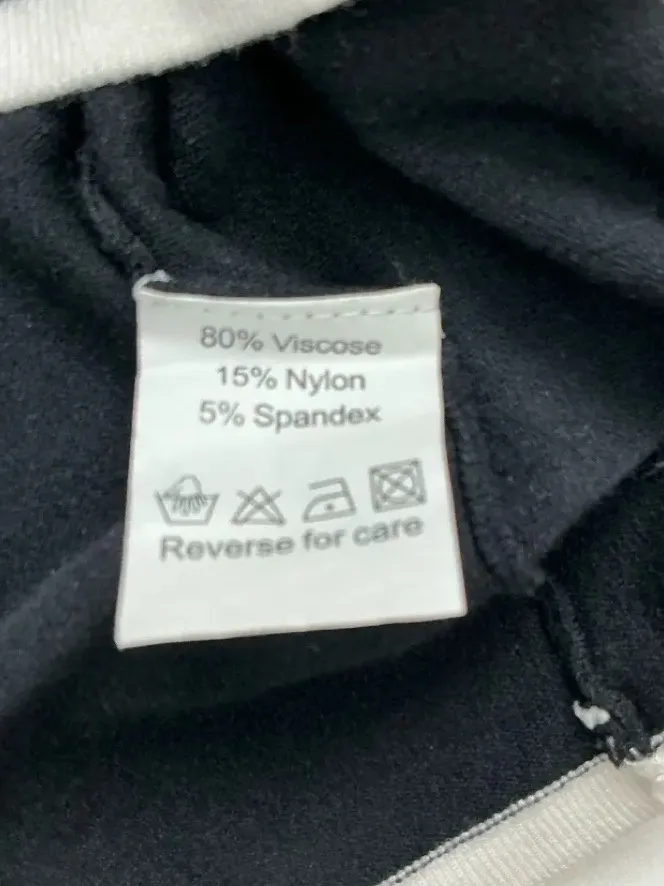 80% Viscose
15% Nylon
5% Spandex
Reverse for care